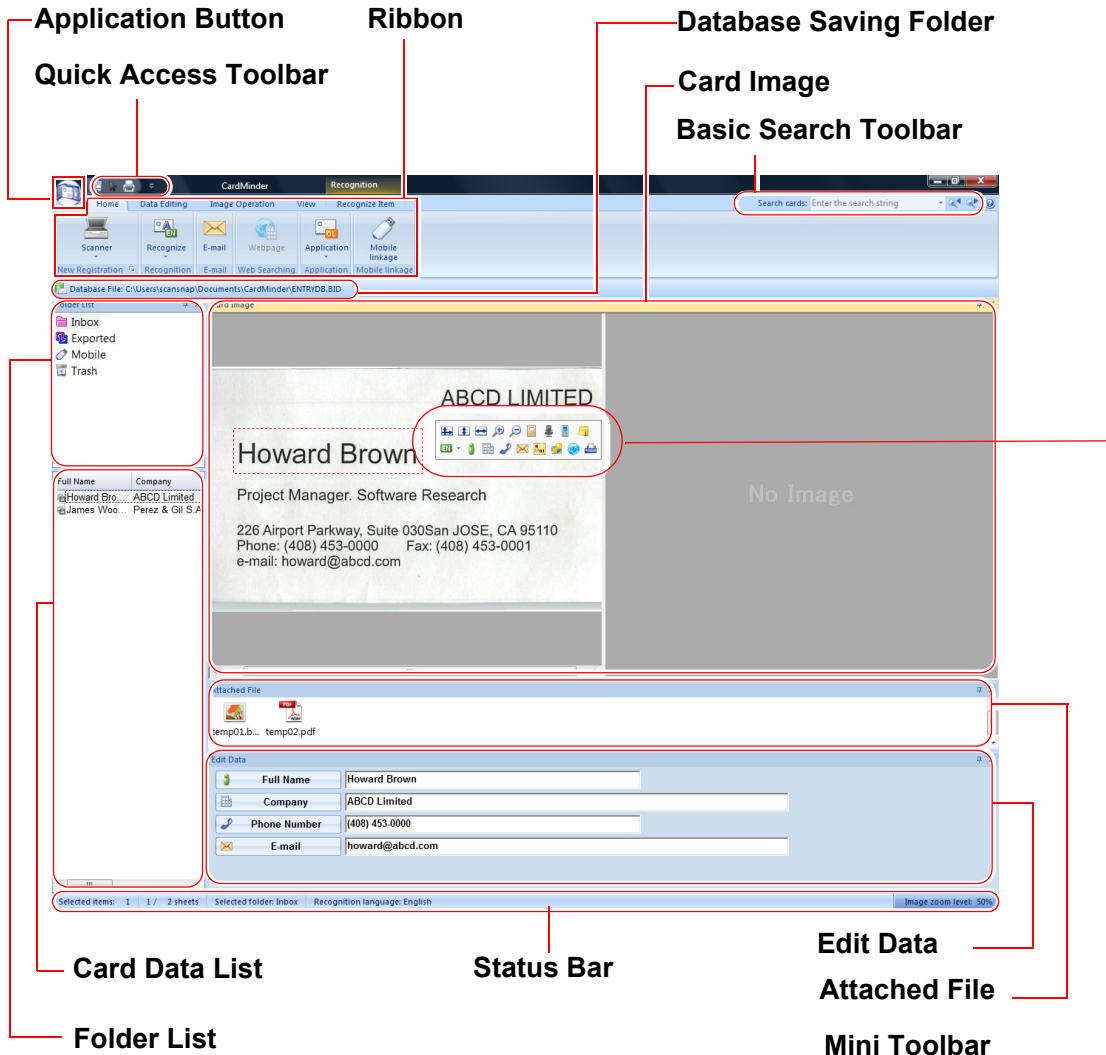 Application Button
Ribbon
Database Saving Folder
Quick Access Toolbar
Card Image
Basic Search Toolbar
CardMinder
Recognition
Home
Data Editing
Image Operation
View
Recognize Item
Search cards: Enter the search string
Scanner
Recognize
E-mail
Webpage
Application
Mobile
linkage
New Registration
Recognition
E-mail
Web Searching
Application
Mobile linkage
Database File: C:\Users\scansnap\Documents\CardMinder\ENTRYDB.BID
Folder List
Card Image
Inbox
Exported
Mobile
Trash
ABCD LIMITED
Howard Brown
Project Manager. Software Research
226 Airport Parkway, Suite 030San JOSE, CA 95110
Phone: (408) 453-0000 Fax: (408) 453-0001
e-mail: howard@abcd.com
No Image
Full Name Company
Howard Bro... ABCD Limited
James Woo... Perez & Gil S.A
Attached File
temp01.b... temp02.pdf
Edit Data
Full Name Howard Brown
Company ABCD Limited
Phone Number (408) 453-0000
E-mail howard@abcd.com
Selected items: 1 1 / 2 sheets Selected folder: Inbox Recognition language: English Image zoom level: 50%
Edit Data
Card Data List
Status Bar
Attached File
Folder List
Mini Toolbar